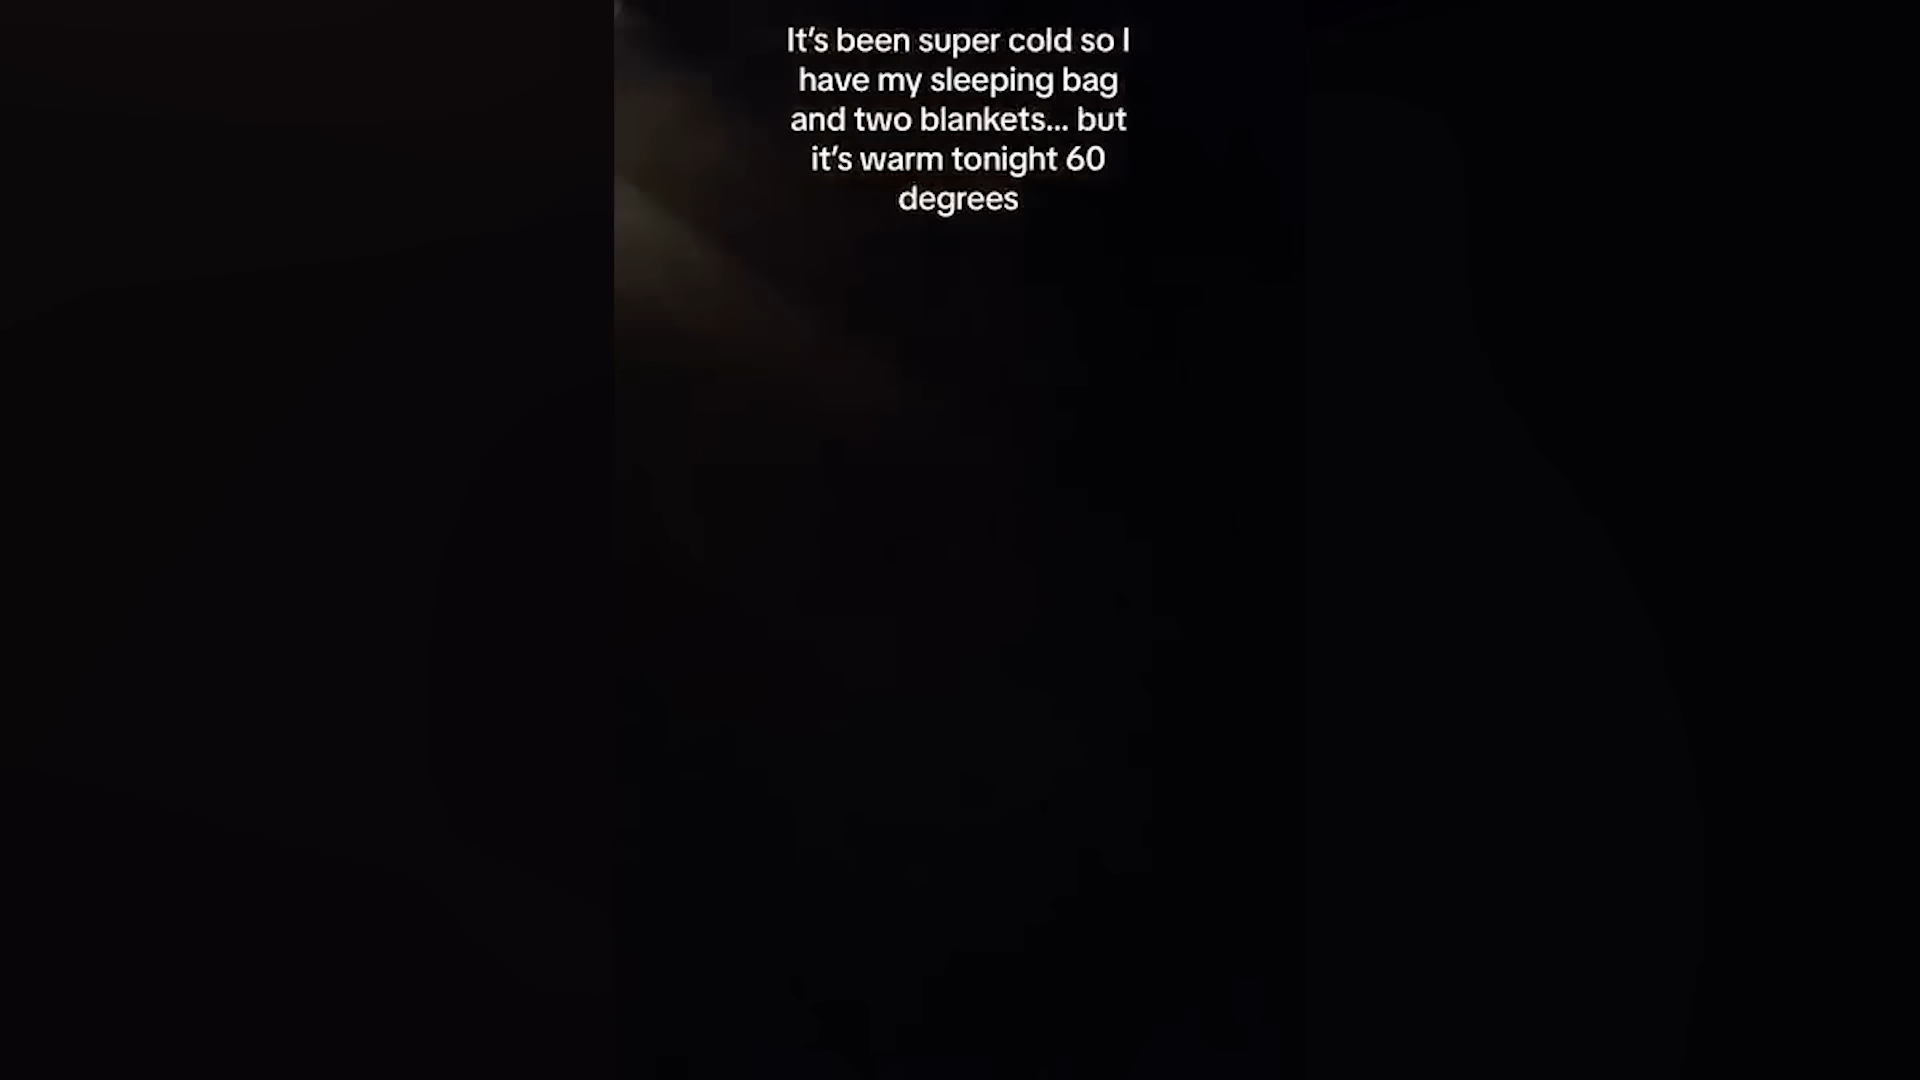 It’s been super cold so I
have my sleeping bag
and two blankets... but
it’s warm tonight 60
degrees